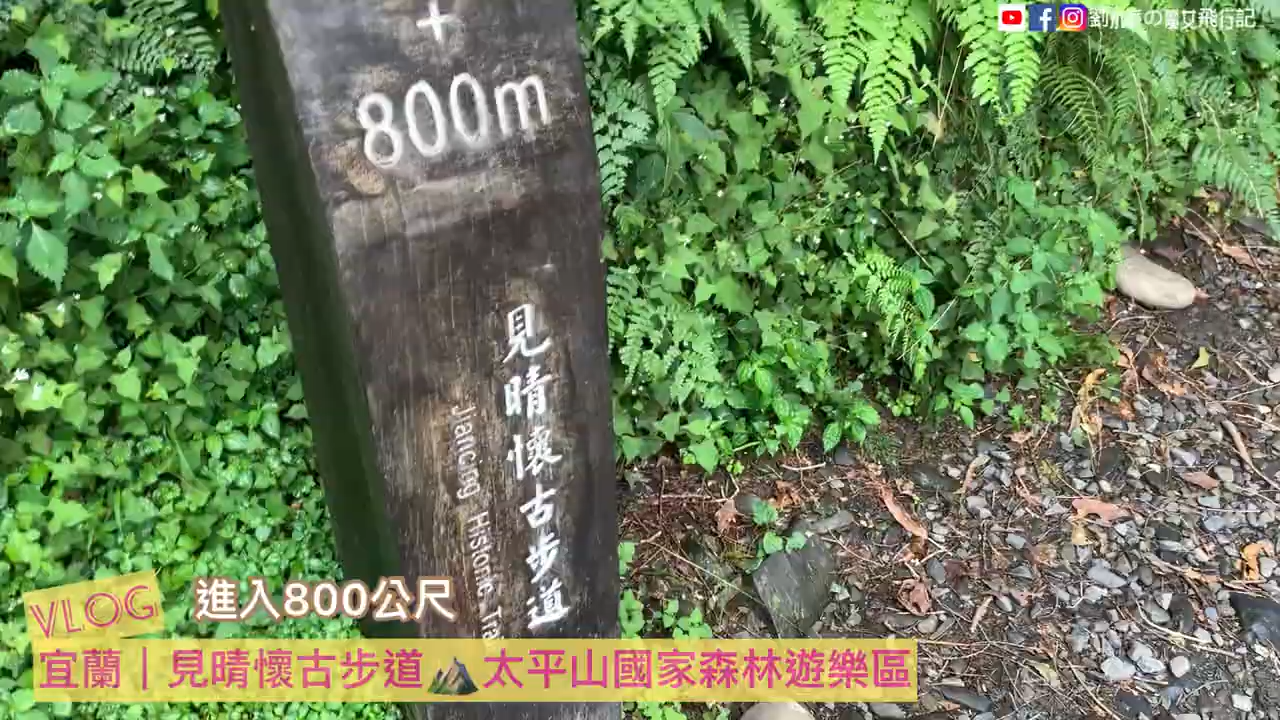 +
800m
見晴懷古步道
Jiancing Historic Tra
進入800公尺
VLOG
宜蘭｜見晴懷古步道⛰️太平山國家森林遊樂區